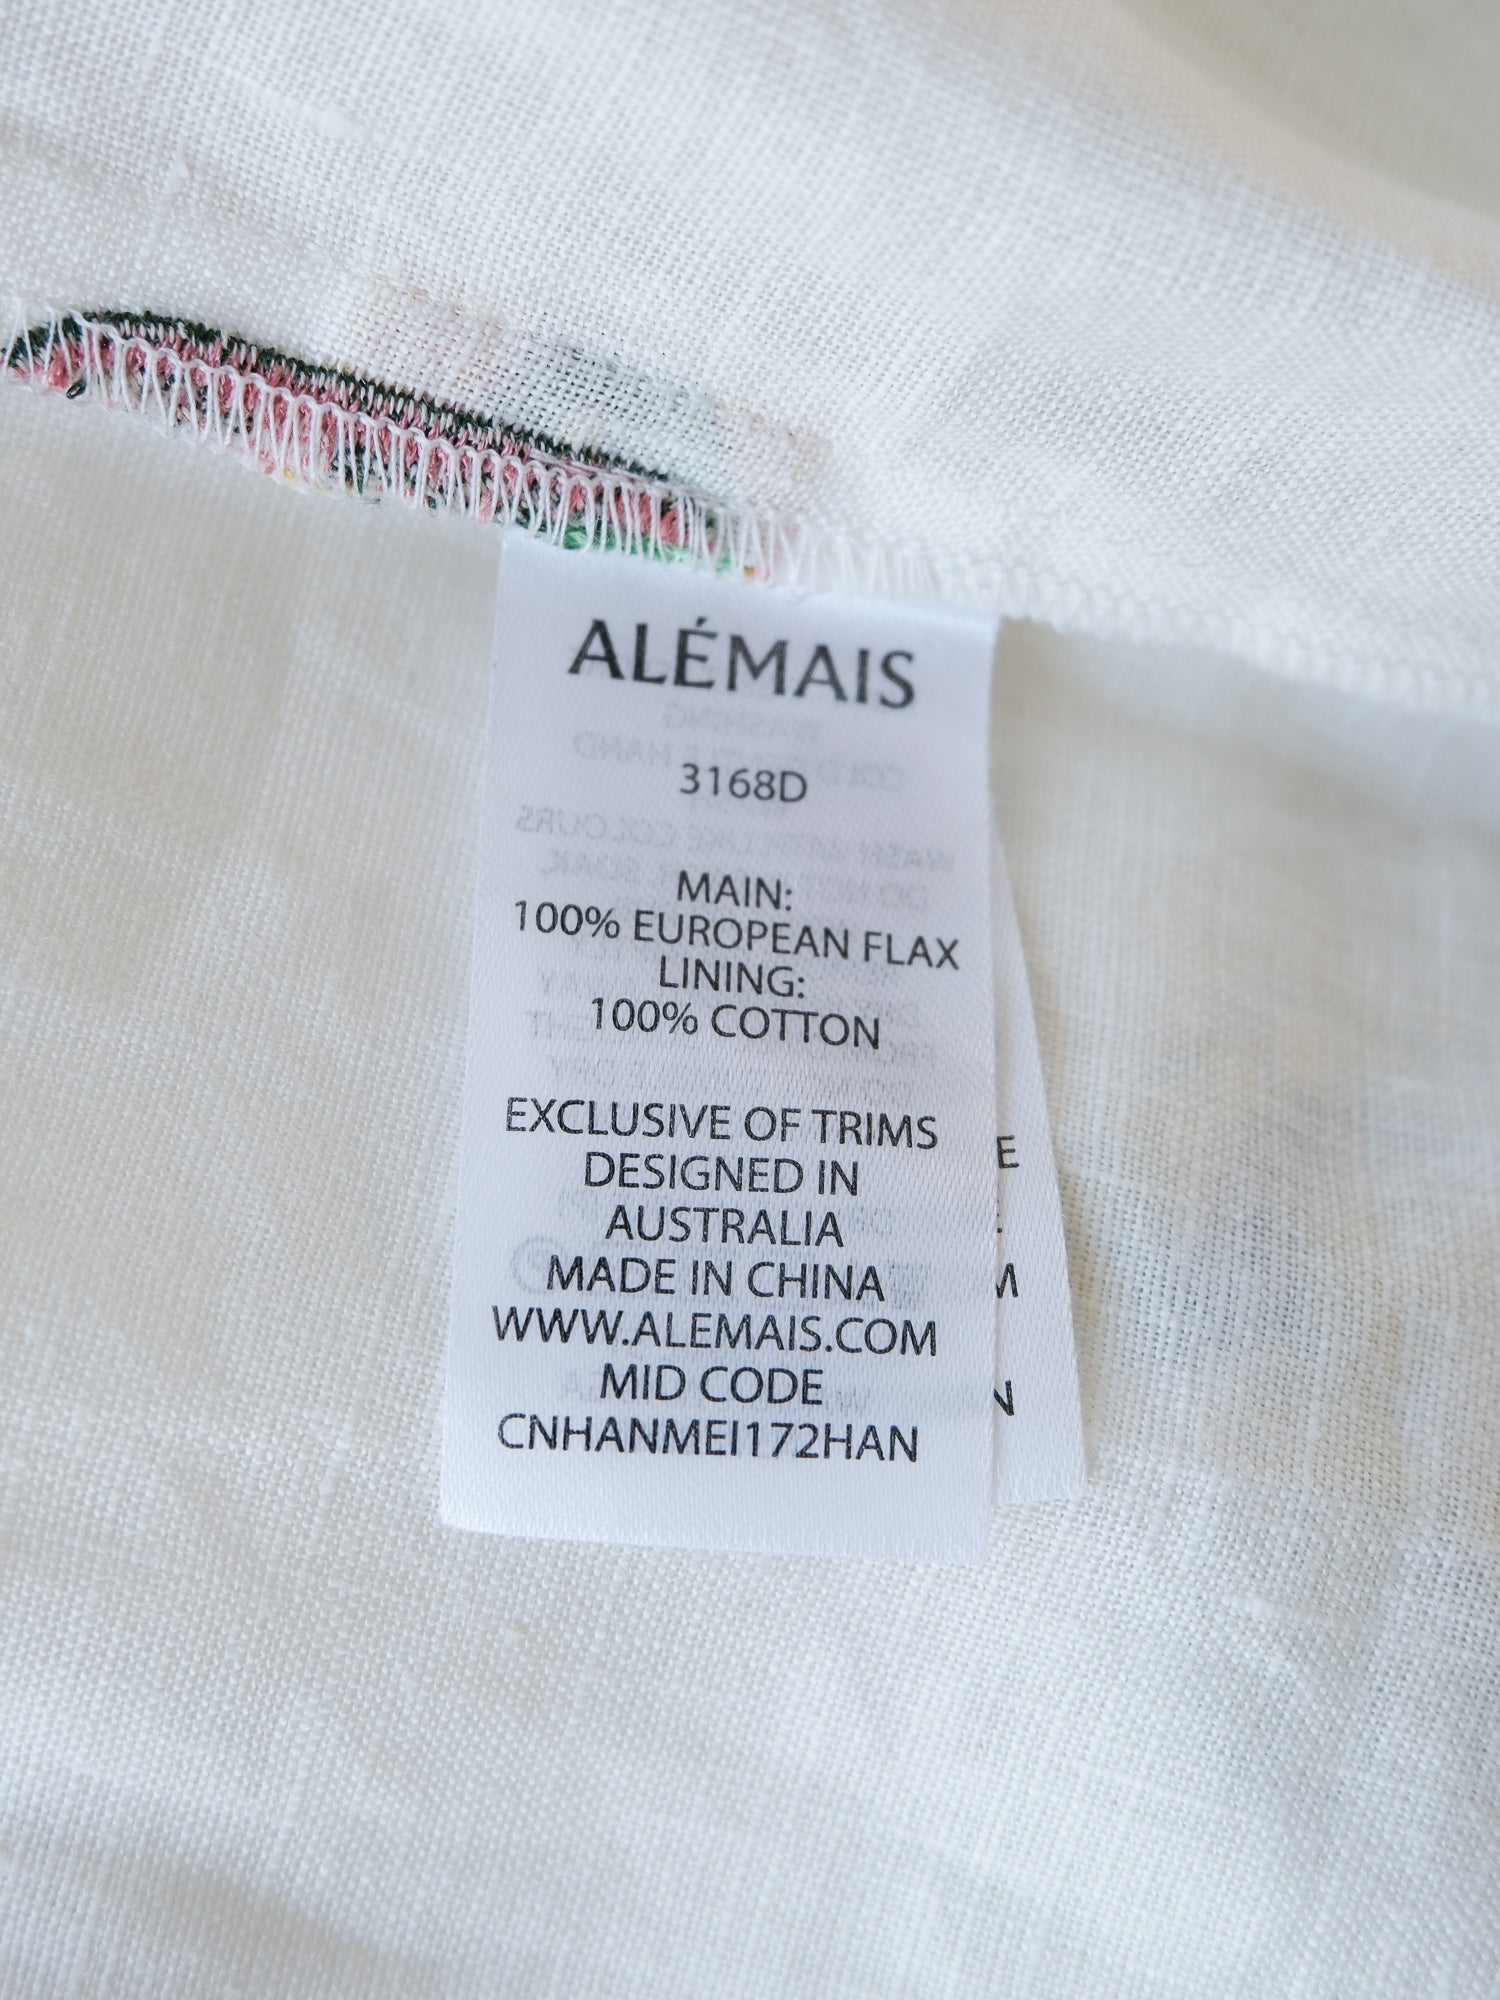 ALÉMAIS
3168D
MAIN:
100% EUROPEAN FLAX
LINING:
100% COTTON
EXCLUSIVE OF TRIMS
DESIGNED IN
AUSTRALIA
MADE IN CHINA
WWW.ALEMAIS.COM
MID CODE
CNHANMEI172HAN